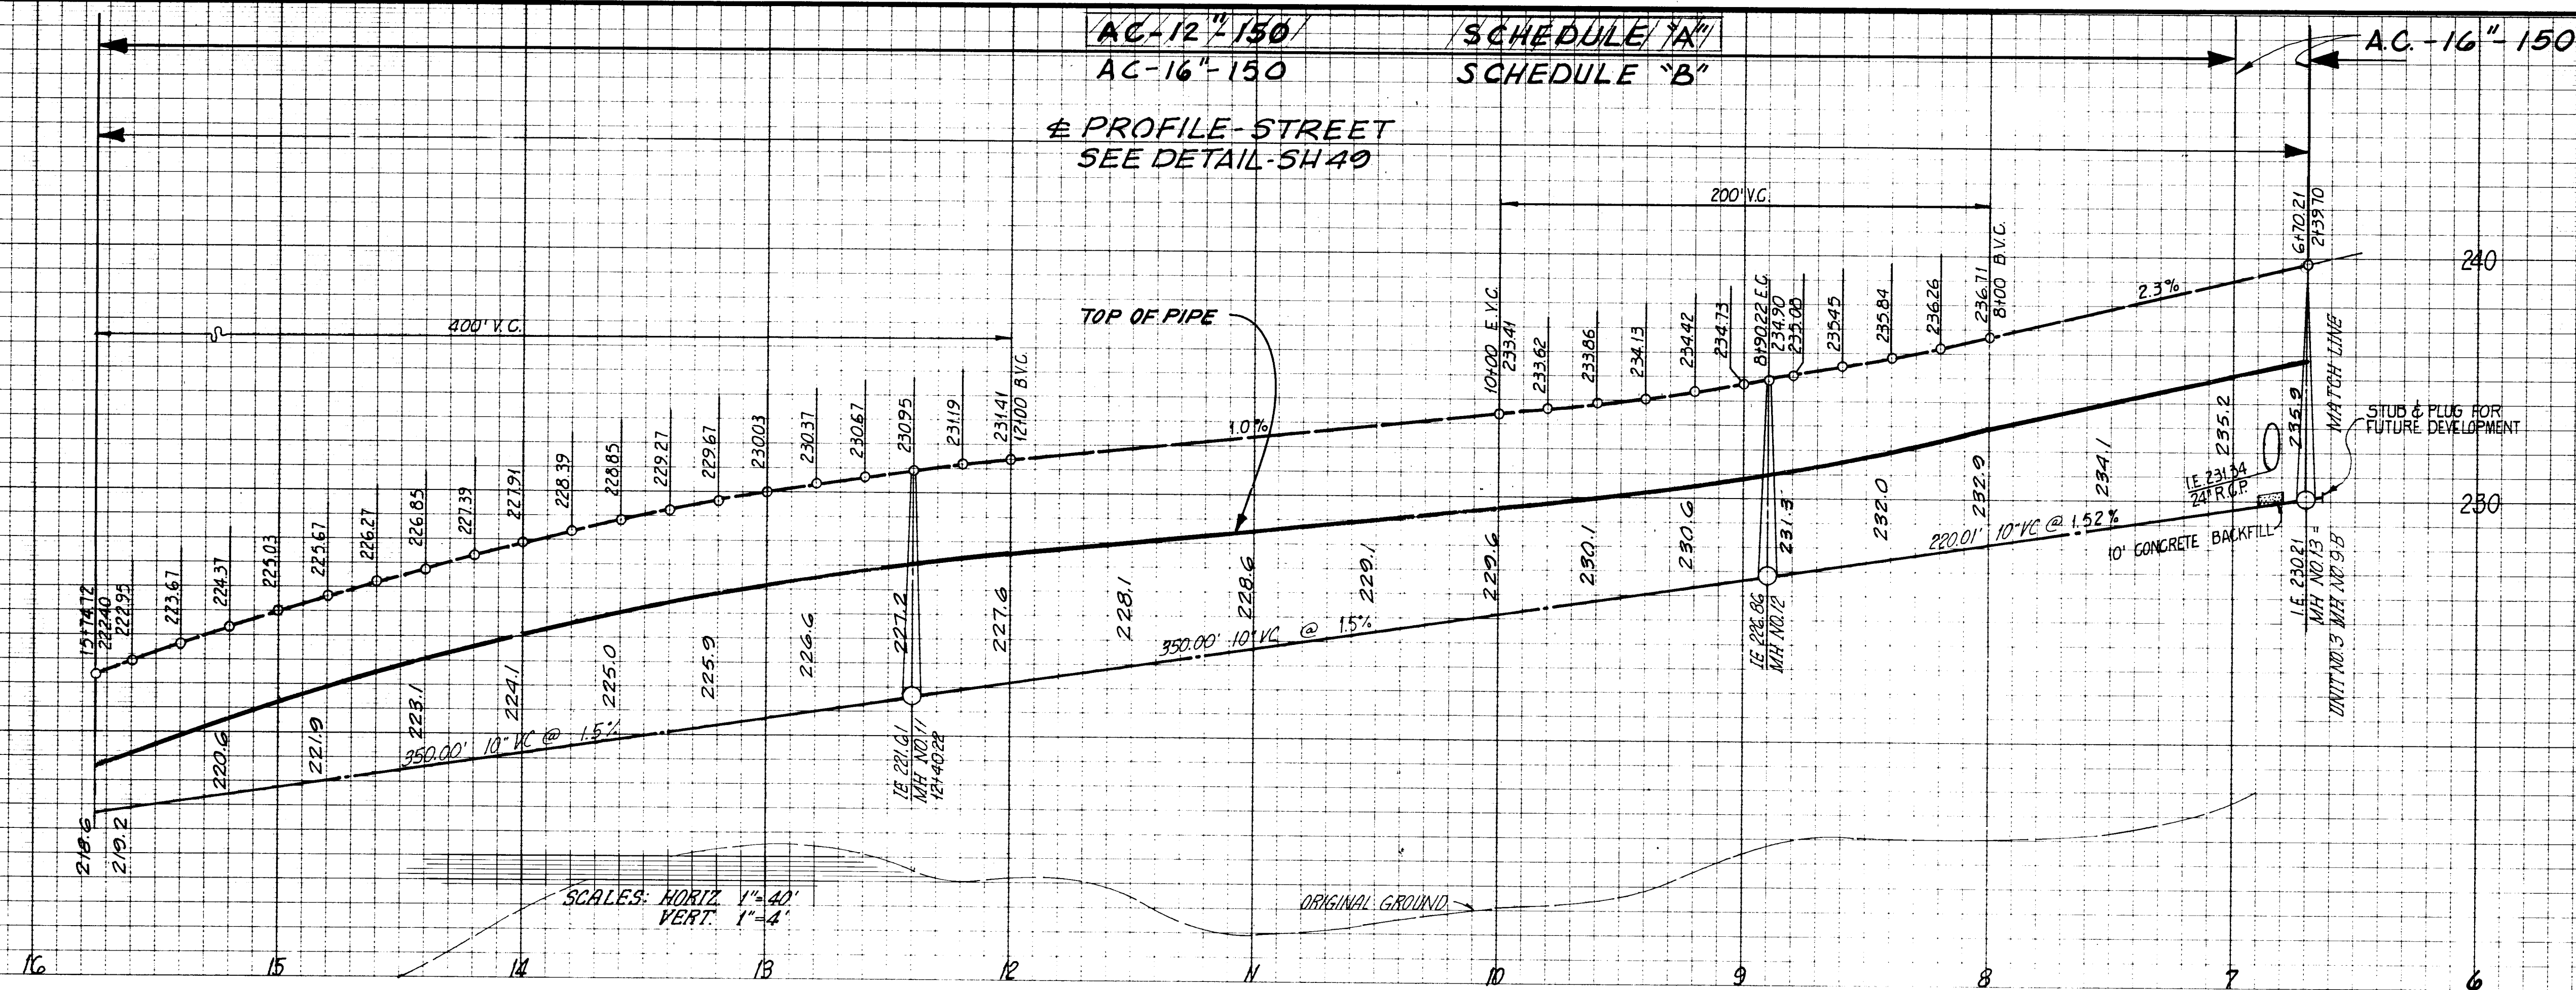 AC-12"-150 SCHEDULE "A"
AC-16"-150 SCHEDULE "B"
A.C.-16"-150
℄ PROFILE-STREET
SEE DETAIL-SH 49
200' V.C.
400' V.C.
TOP OF PIPE
15+74.72
222.40
222.95
223.67
224.37
225.03
225.67
226.27
226.85
227.39
227.91
228.39
228.85
229.27
229.67
230.03
230.37
230.67
230.95
231.19
231.41
12+00 B.V.C.
1.0%
10+00 E.V.C.
233.41
233.62
233.86
234.13
234.42
234.73
8+90.22 E.C.
234.90
235.08
235.45
235.84
236.26
236.71
8+00 B.V.C.
2.3%
6+70.21
2+39.70
240
MATCH LINE
STUB & PLUG FOR
FUTURE DEVELOPMENT
230
218.6
219.2
220.6
221.9
223.1
224.1
225.0
225.9
226.6
227.2
227.6
228.1
228.6
229.1
229.6
230.1
230.6
231.3
232.0
232.9
234.1
235.2
235.9
350.00' 10" VC @ 1.5%
IE 221.61
MH NO.11
12+40.22
350.00' 10" VC @ 1.5%
IE 226.86
MH NO.12
220.01' 10" VC @ 1.52%
I.E. 231.34
24" R.C.P.
10' CONCRETE BACKFILL
I.E. 230.21
MH NO.13 =
UNIT NO.3 MH NO.9B
SCALES: HORIZ. 1"=40'
VERT. 1"=4'
ORIGINAL GROUND
16 15 14 13 12 11 10 9 8 7 6